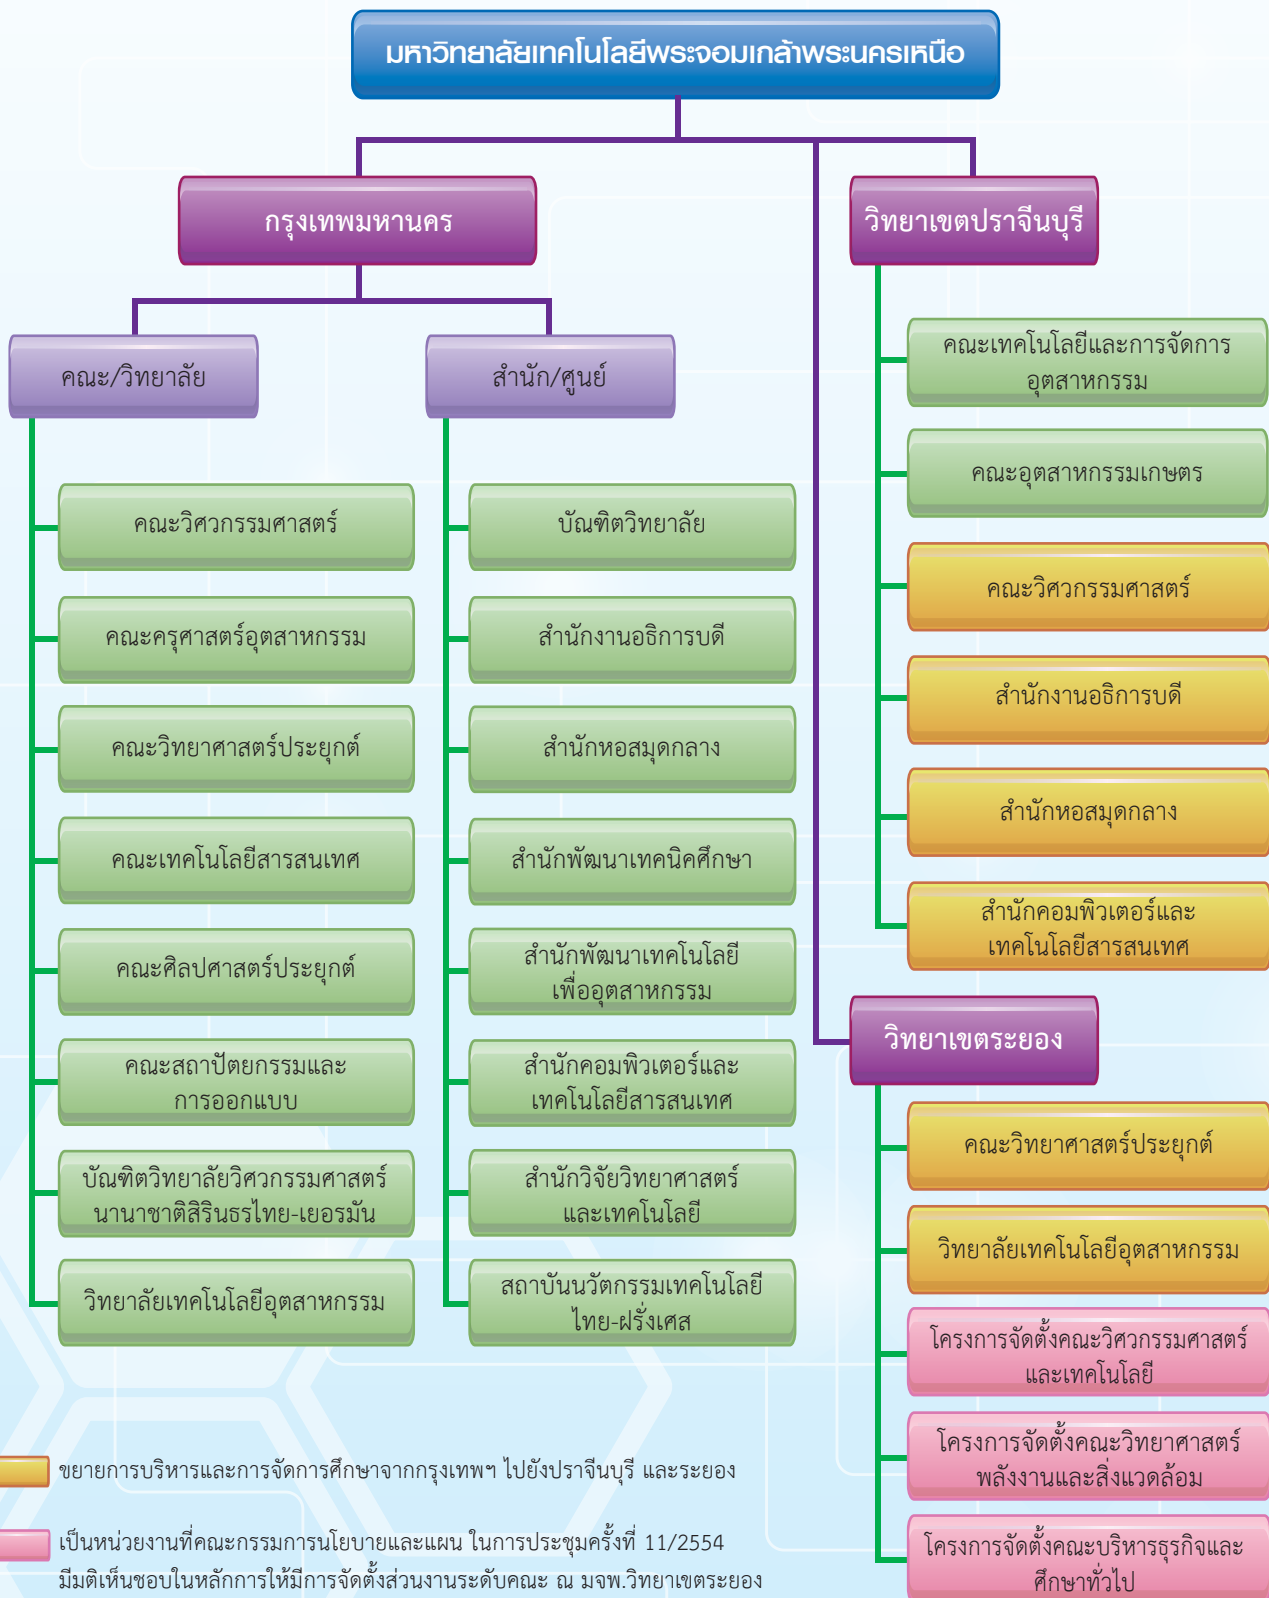 มหาวิทยาลัยเทคโนโลยีพระจอมเกล้าพระนครเหนือ
กรุงเทพมหานคร
คณะ/วิทยาลัย
คณะวิศวกรรมศาสตร์
คณะครุศาสตร์อุตสาหกรรม
คณะวิทยาศาสตร์ประยุกต์
คณะเทคโนโลยีสารสนเทศ
คณะศิลปศาสตร์ประยุกต์
คณะสถาปัตยกรรมและ
การออกแบบ
บัณฑิตวิทยาลัยวิศวกรรมศาสตร์
นานาชาติสิรินธรไทย-เยอรมัน
วิทยาลัยเทคโนโลยีอุตสาหกรรม
สำนัก/ศูนย์
บัณฑิตวิทยาลัย
สำนักงานอธิการบดี
สำนักหอสมุดกลาง
สำนักพัฒนาเทคนิคศึกษา
สำนักพัฒนาเทคโนโลยี
เพื่ออุตสาหกรรม
สำนักคอมพิวเตอร์และ
เทคโนโลยีสารสนเทศ
สำนักวิจัยวิทยาศาสตร์
และเทคโนโลยี
สถาบันนวัตกรรมเทคโนโลยี
ไทย-ฝรั่งเศส
วิทยาเขตปราจีนบุรี
คณะเทคโนโลยีและการจัดการ
อุตสาหกรรม
คณะอุตสาหกรรมเกษตร
คณะวิศวกรรมศาสตร์
สำนักงานอธิการบดี
สำนักหอสมุดกลาง
สำนักคอมพิวเตอร์และ
เทคโนโลยีสารสนเทศ
วิทยาเขตระยอง
คณะวิทยาศาสตร์ประยุกต์
วิทยาลัยเทคโนโลยีอุตสาหกรรม
โครงการจัดตั้งคณะวิศวกรรมศาสตร์
และเทคโนโลยี
โครงการจัดตั้งคณะวิทยาศาสตร์
พลังงานและสิ่งแวดล้อม
โครงการจัดตั้งคณะบริหารธุรกิจและ
ศึกษาทั่วไป
ขยายการบริหารและการจัดการศึกษาจากกรุงเทพฯ ไปยังปราจีนบุรี และระยอง
เป็นหน่วยงานที่คณะกรรมการนโยบายและแผน ในการประชุมครั้งที่ 11/2554
มีมติเห็นชอบในหลักการให้มีการจัดตั้งส่วนงานระดับคณะ ณ มจพ.วิทยาเขตระยอง